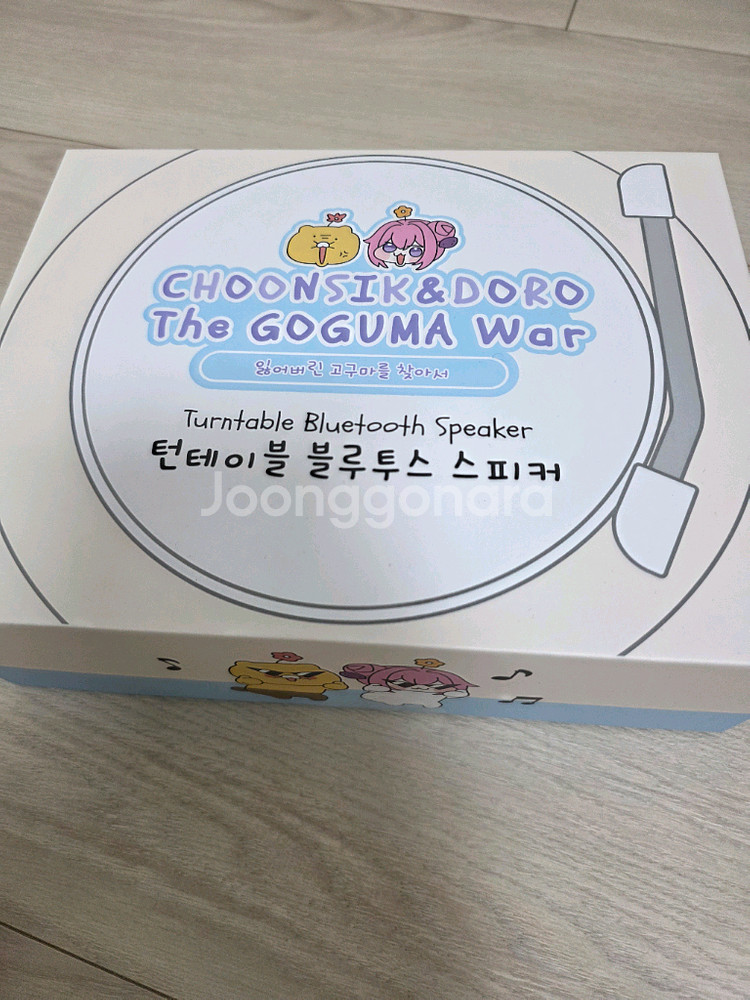 CHOONSIK&DORO
The GOGUMA War
잃어버린 고구마를 찾아서
Turntable Bluetooth Speaker
턴테이블 블루투스 스피커
Joonggonara